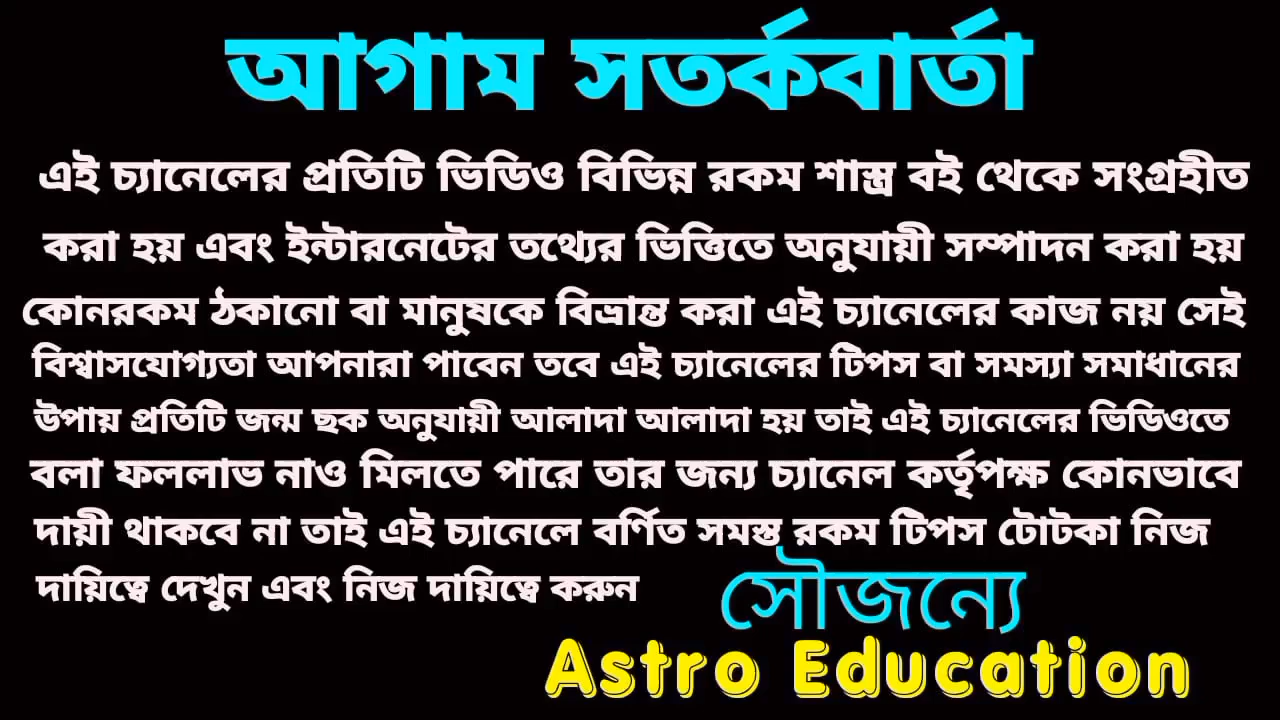 আগাম সতর্কবার্তা
এই চ্যানেলের প্রতিটি ভিডিও বিভিন্ন রকম শাস্ত্র বই থেকে সংগ্রহীত
করা হয় এবং ইন্টারনেটের তথ্যের ভিত্তিতে অনুযায়ী সম্পাদন করা হয়
কোনরকম ঠকানো বা মানুষকে বিভ্রান্ত করা এই চ্যানেলের কাজ নয় সেই
বিশ্বাসযোগ্যতা আপনারা পাবেন তবে এই চ্যানেলের টিপস বা সমস্যা সমাধানের
উপায় প্রতিটি জন্ম ছক অনুযায়ী আলাদা আলাদা হয় তাই এই চ্যানেলের ভিডিওতে
বলা ফললাভ নাও মিলতে পারে তার জন্য চ্যানেল কর্তৃপক্ষ কোনভাবে
দায়ী থাকবে না তাই এই চ্যানেলে বর্ণিত সমস্ত রকম টিপস টোটকা নিজ
দায়িত্বে দেখুন এবং নিজ দায়িত্বে করুন
সৌজন্যে
Astro Education